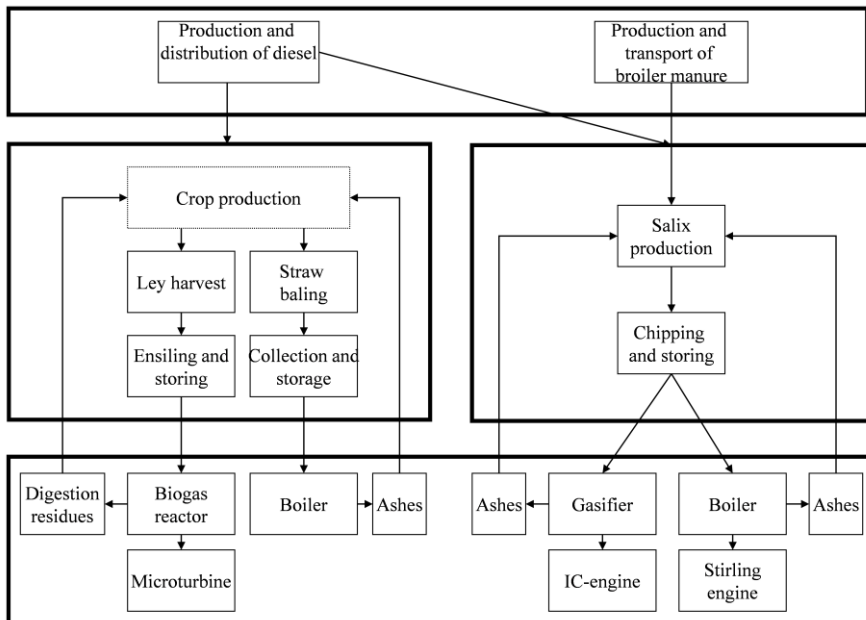 Production and
distribution of diesel
Production and
transport of
broiler manure
Crop production
Ley harvest
Straw
baling
Ensiling and
storing
Collection and
storage
Salix
production
Chipping
and storing
Digestion
residues
Biogas
reactor
Boiler
Ashes
Ashes
Gasifier
Boiler
Ashes
Microturbine
IC-engine
Stirling
engine